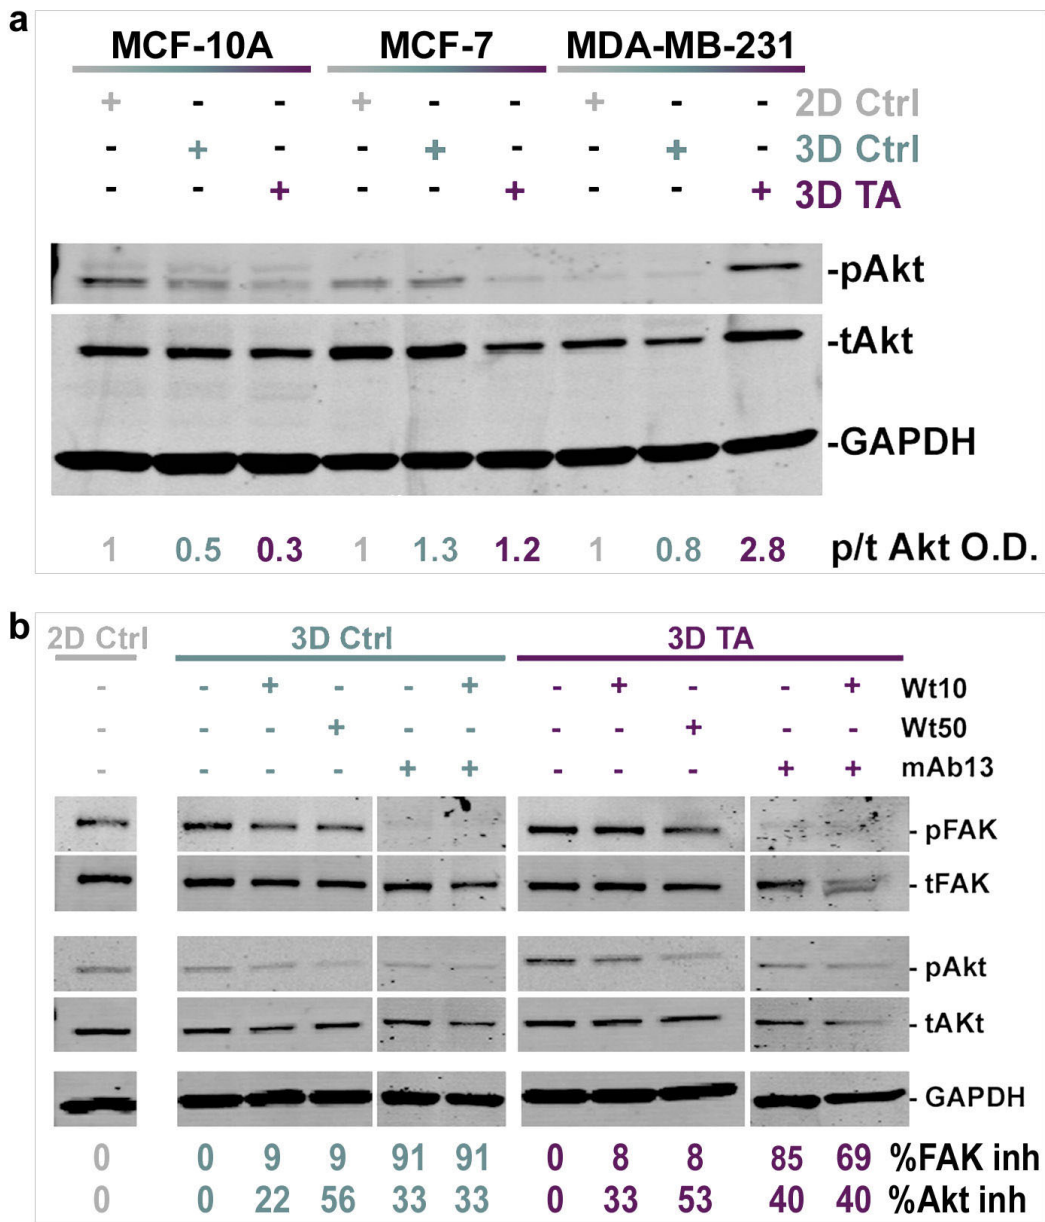 a
MCF-10A MCF-7 MDA-MB-231
+ - - + - - + - - 2D Ctrl
- + - - + - - + - 3D Ctrl
- - + - - + - - + 3D TA
-pAkt
-tAkt
-GAPDH
1 0.5 0.3 1 1.3 1.2 1 0.8 2.8 p/t Akt O.D.
b
2D Ctrl 3D Ctrl 3D TA
- - + - - + - + - - + Wt10
- - - + - - - - + - - Wt50
- - - - + + - - - + + mAb13
- pFAK
- tFAK
- pAkt
- tAKt
- GAPDH
0 0 9 9 91 91 0 8 8 85 69 %FAK inh
0 0 22 56 33 33 0 33 53 40 40 %Akt inh